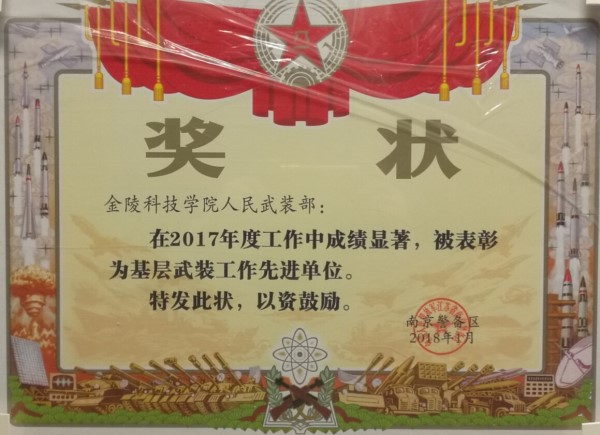 奖状
金陵科技学院人民武装部：
在2017年度工作中成绩显著，被表彰
为基层武装工作先进单位。
特发此状，以资鼓励。
南京警备区
2018年1月